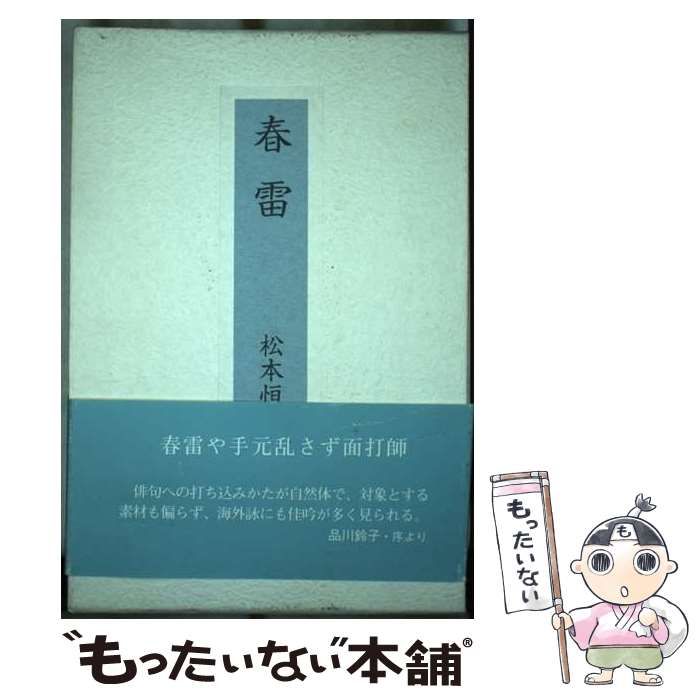 春雷
松本恒
春雷や手元乱さず面打師
俳句への打ち込みかたが自然体で、対象とする
素材も偏らず、海外詠にも佳吟が多く見られる。
品川鈴子・序より
も
もったいない
“もったいない”本舗®